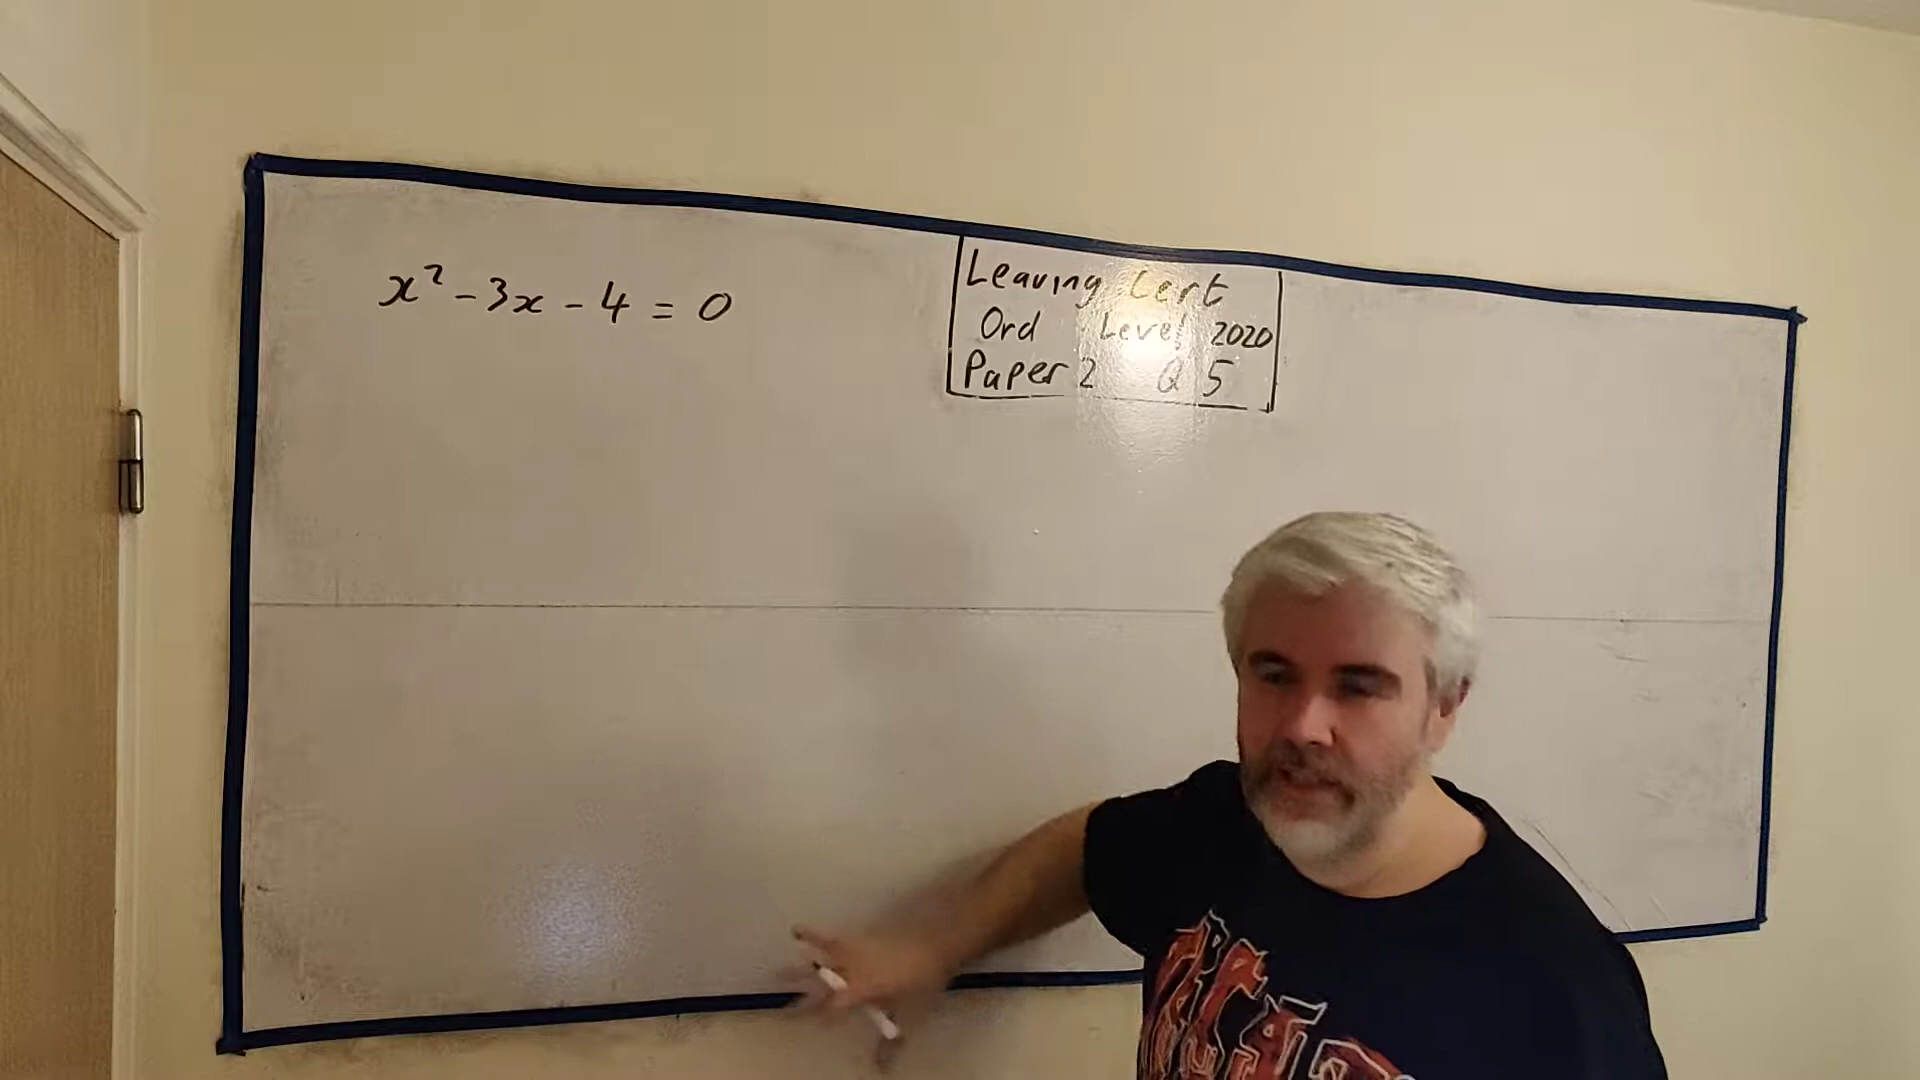 x² - 3x - 4 = 0
Leaving Cert
Ord Level 2020
Paper 2 Q 5